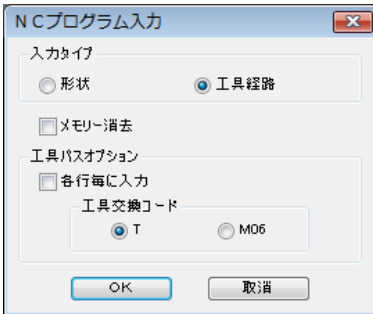 ＮＣプログラム入力
入力タイプ
形状 工具経路
メモリー消去
工具パスオプション
各行毎に入力
工具交換コード
T M06
OK 取消